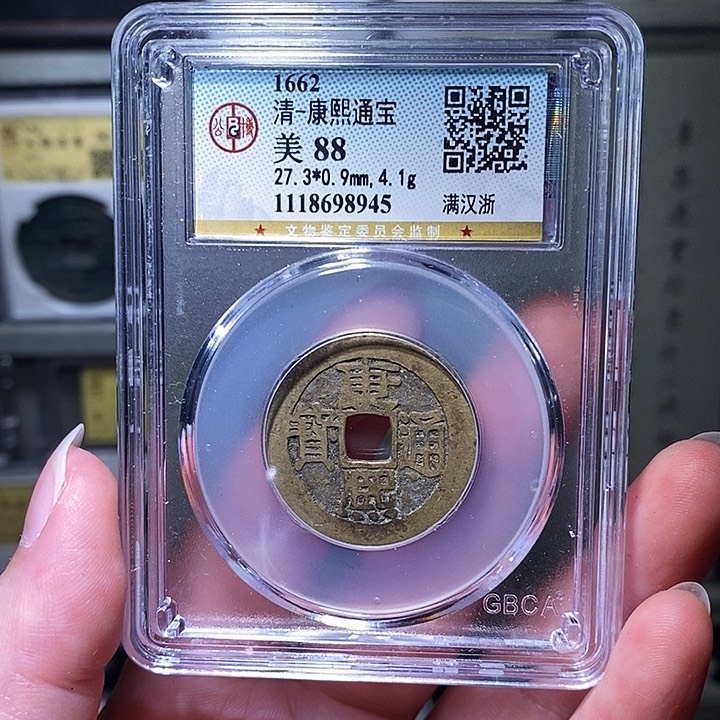 1662
清-康熙通宝
美 88
27.3*0.9mm,4.1g
1118698945
满汉浙
★ 文物鉴定委员会监制 ★
康熙通寶
GBCA